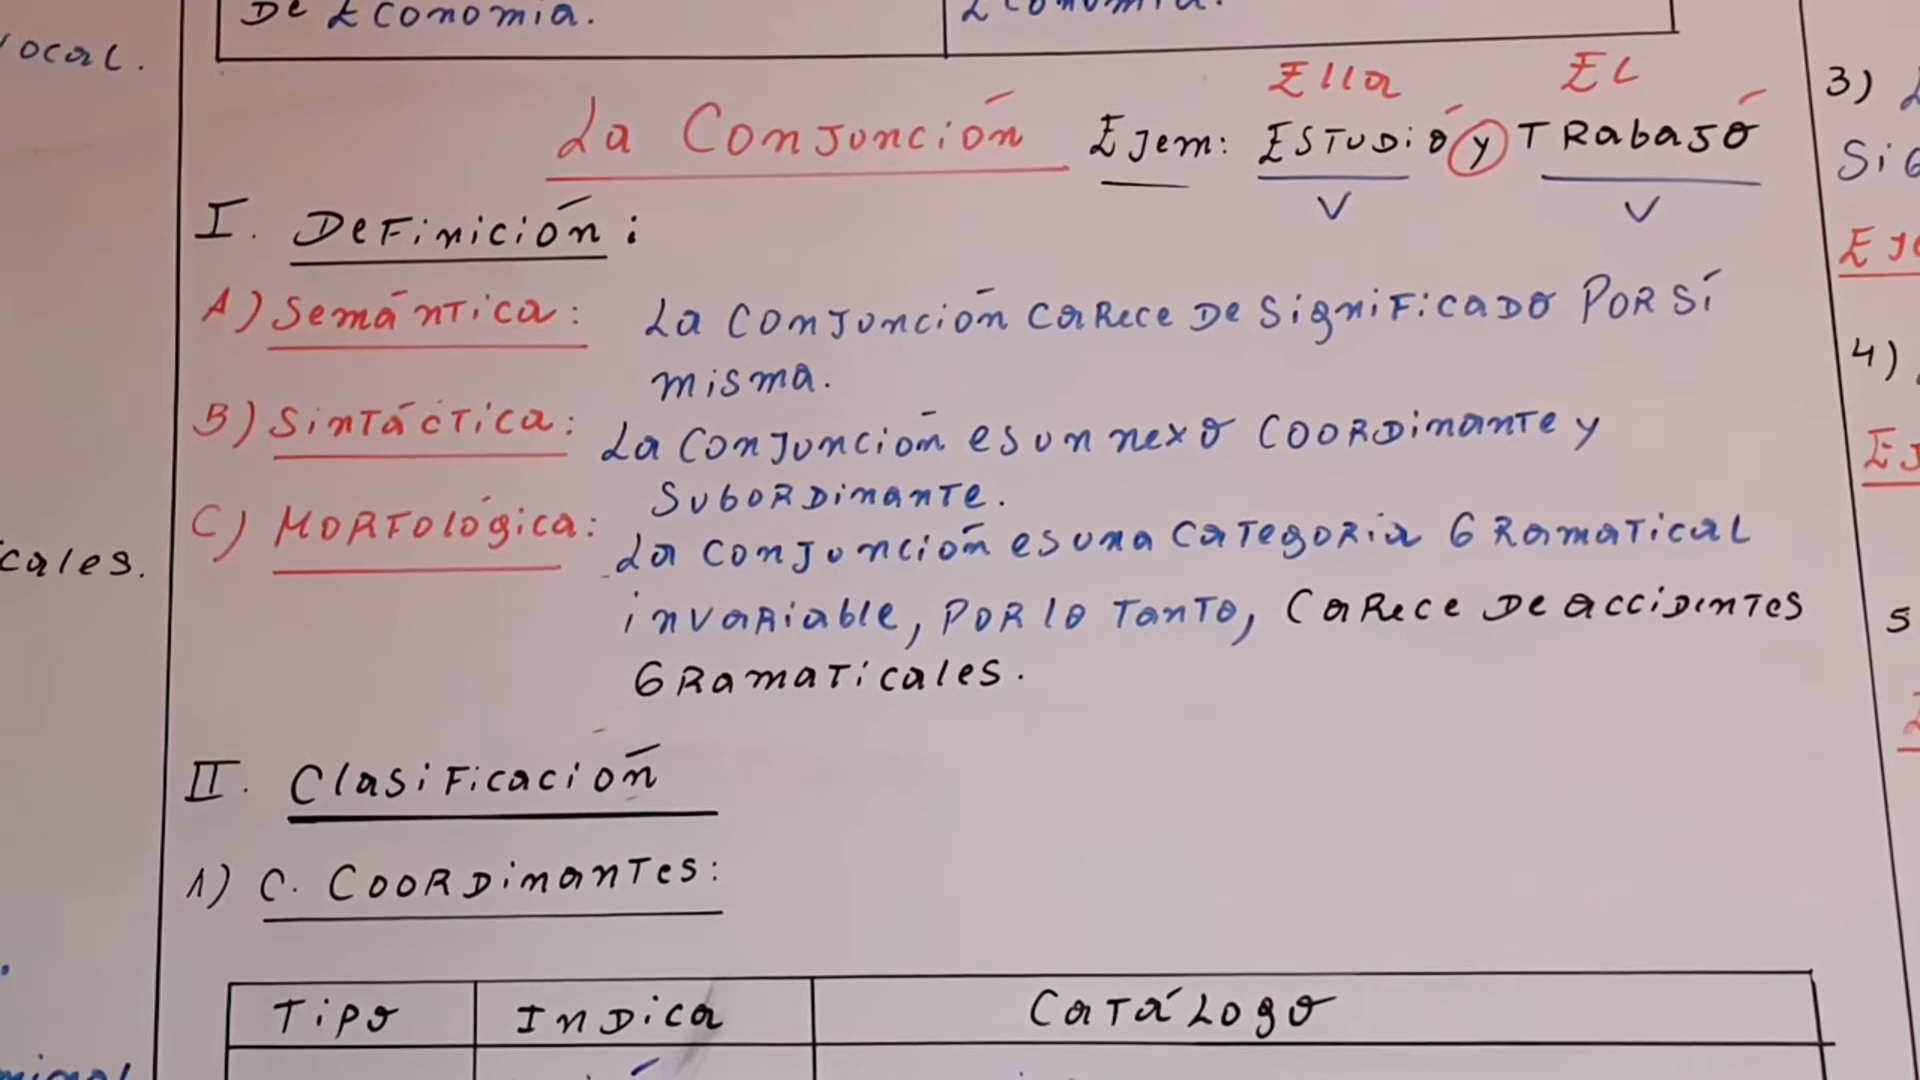 De Economía.
Economía.
ocal.
Ella El
La Conjunción Ejem: Estudió y Trabajó
V V
I. Definición:
A) Semántica: La conjunción carece de significado por sí
misma.
B) Sintáctica: La conjunción es un nexo coordinante y
subordinante.
C) Morfológica: La conjunción es una categoria gramatical
invariable, por lo tanto, carece de accidentes
gramaticales.
cales.
II. Clasificación
1) C. Coordinantes:
Tipo Indica Catálogo
3)
4)
5